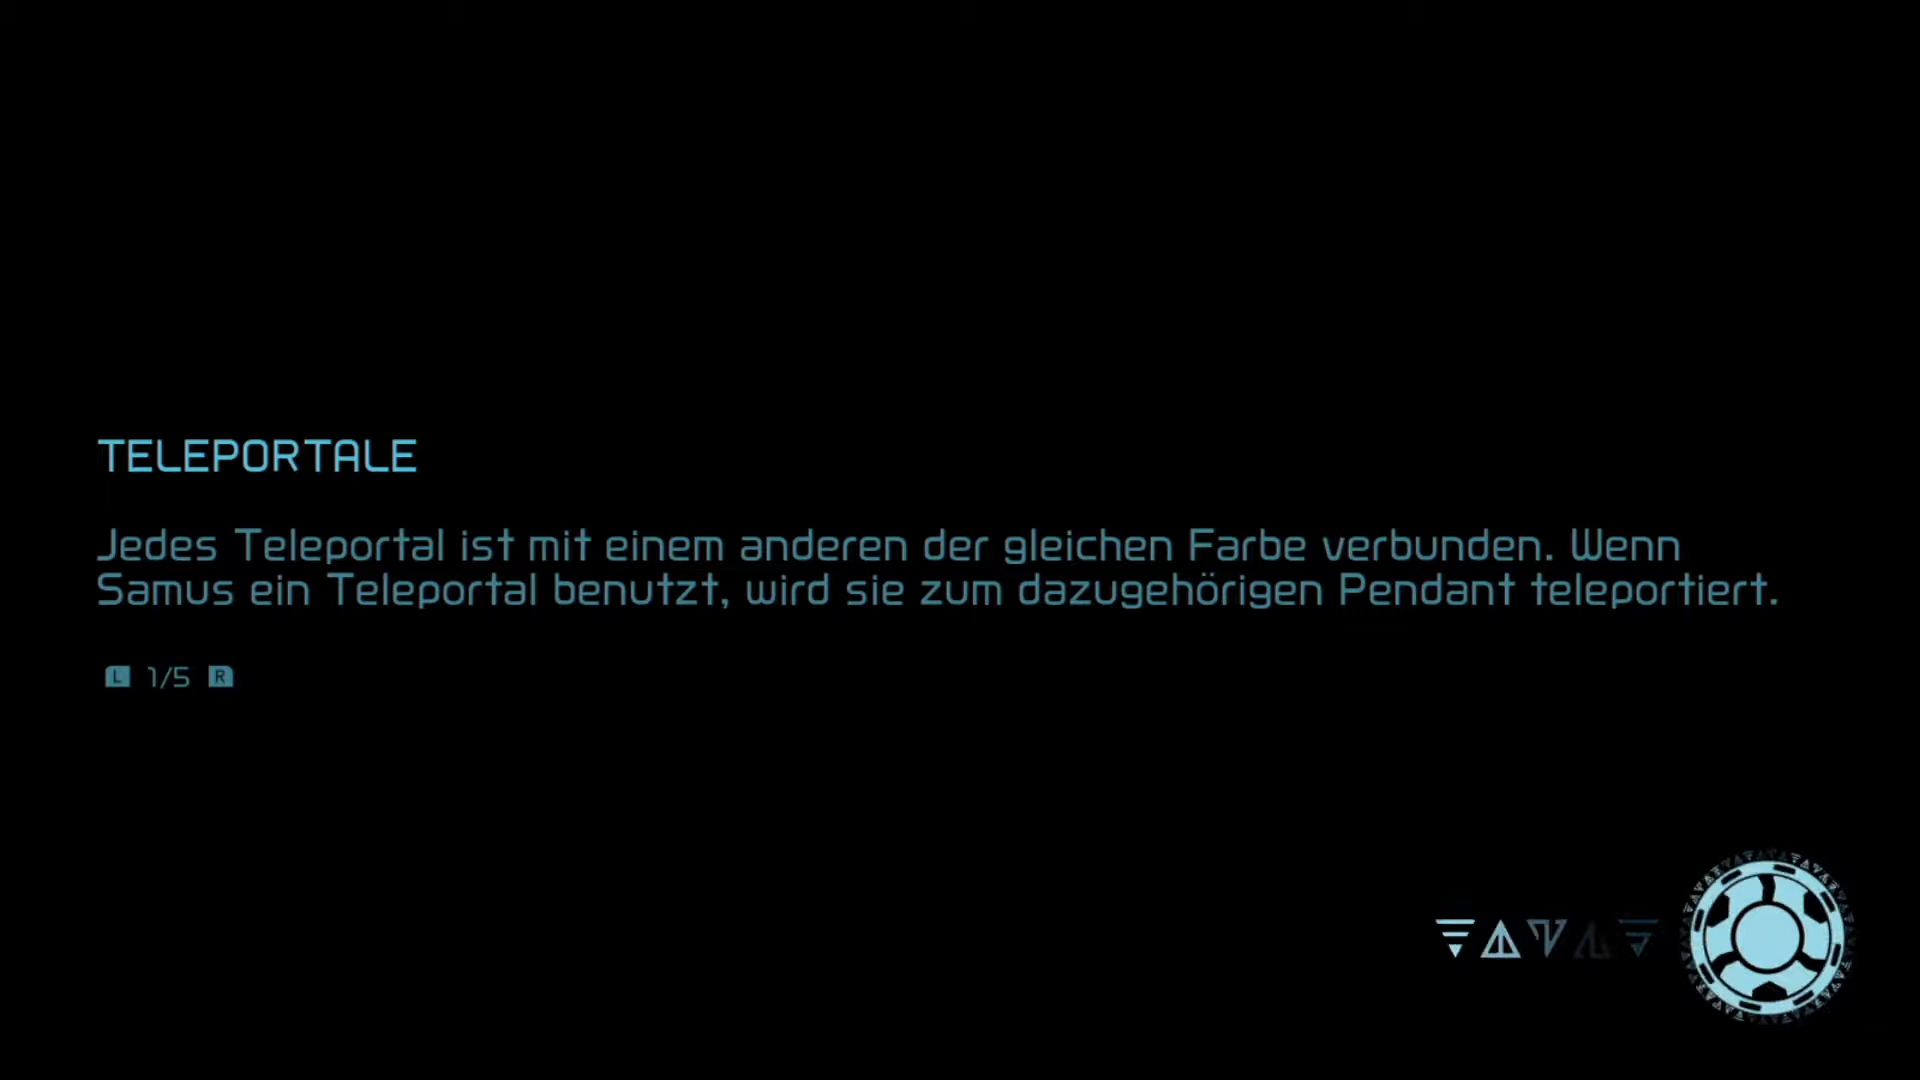 TELEPORTALE
Jedes Teleportal ist mit einem anderen der gleichen Farbe verbunden. Wenn
Samus ein Teleportal benutzt, wird sie zum dazugehörigen Pendant teleportiert.
L 1/5 R